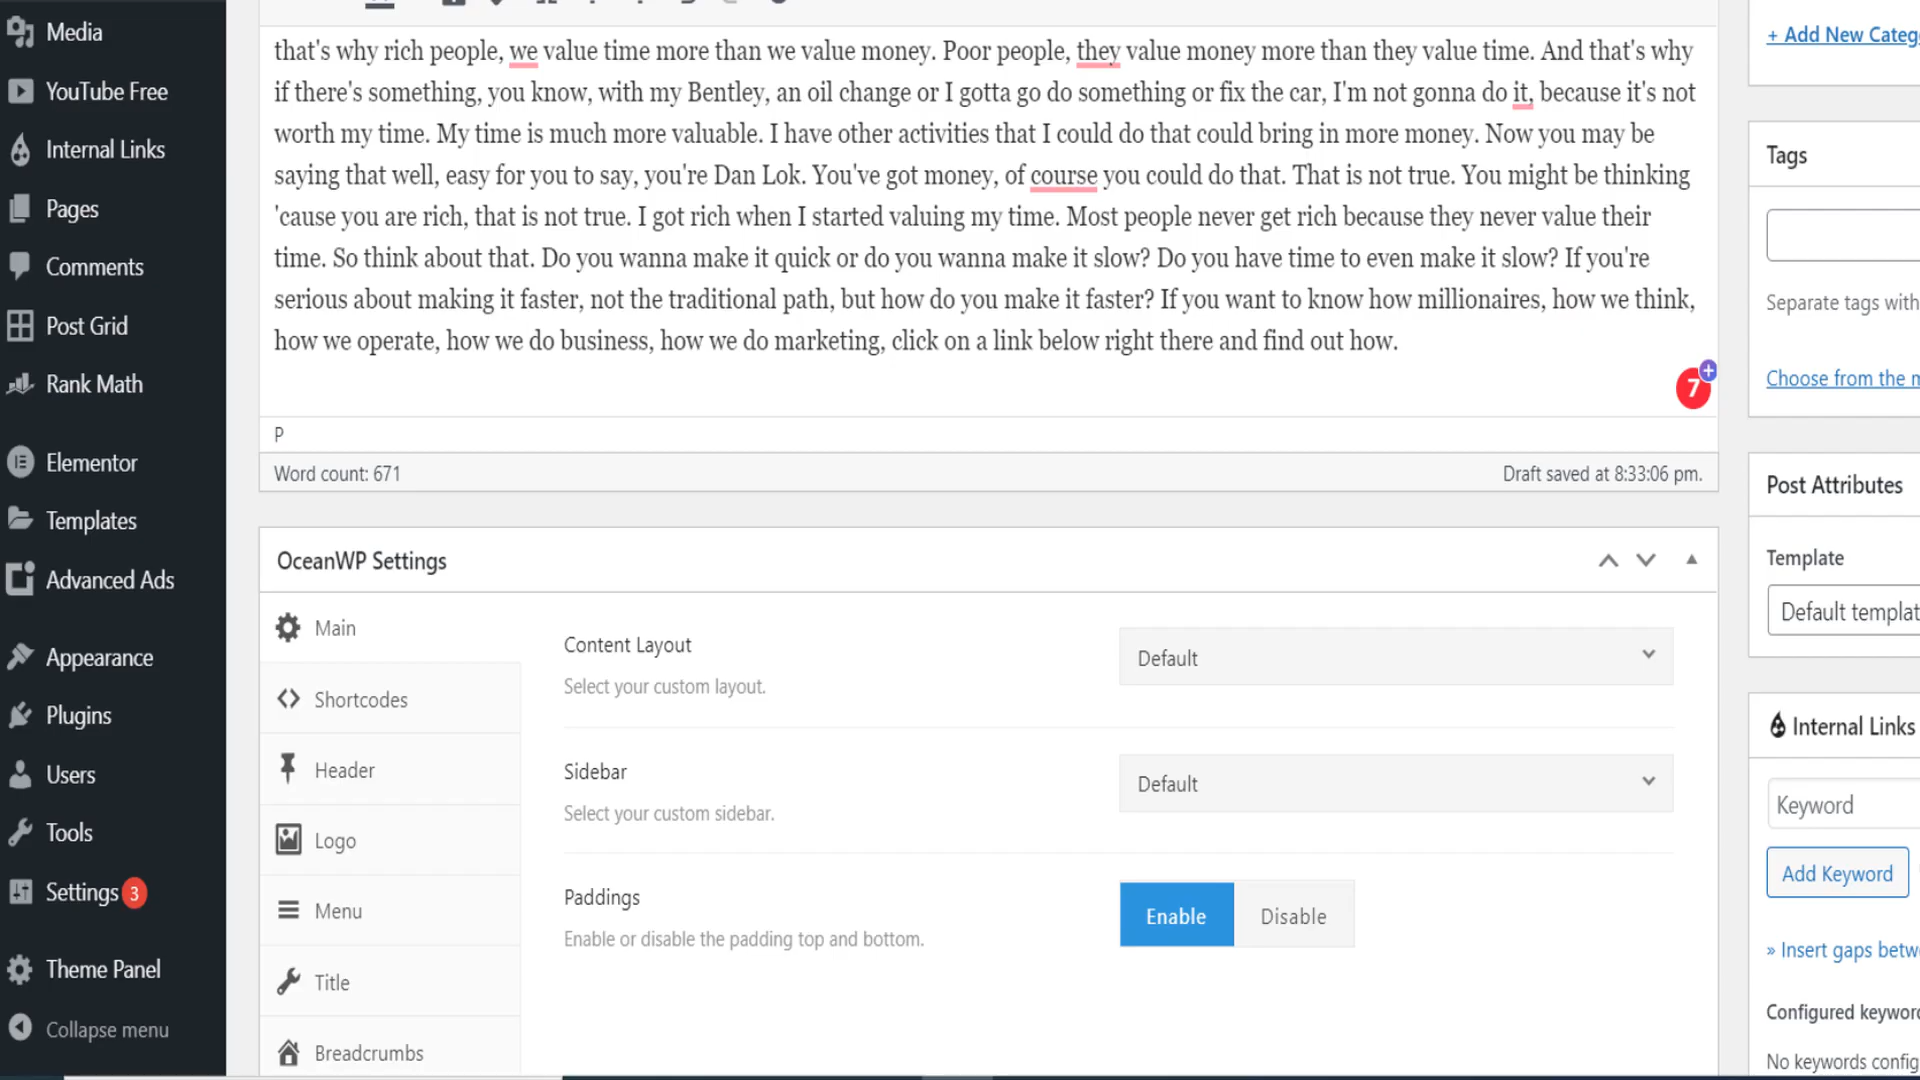 Media
YouTube Free
Internal Links
Pages
Comments
Post Grid
Rank Math
Elementor
Templates
Advanced Ads
Appearance
Plugins
Users
Tools
Settings 3
Theme Panel
Collapse menu
that's why rich people, we value time more than we value money. Poor people, they value money more than they value time. And that's why
if there's something, you know, with my Bentley, an oil change or I gotta go do something or fix the car, I'm not gonna do it, because it's not
worth my time. My time is much more valuable. I have other activities that I could do that could bring in more money. Now you may be
saying that well, easy for you to say, you're Dan Lok. You've got money, of course you could do that. That is not true. You might be thinking
'cause you are rich, that is not true. I got rich when I started valuing my time. Most people never get rich because they never value their
time. So think about that. Do you wanna make it quick or do you wanna make it slow? Do you have time to even make it slow? If you're
serious about making it faster, not the traditional path, but how do you make it faster? If you want to know how millionaires, how we think,
how we operate, how we do business, how we do marketing, click on a link below right there and find out how.
7
P
Word count: 671
Draft saved at 8:33:06 pm.
OceanWP Settings
Main
Shortcodes
Header
Logo
Menu
Title
Breadcrumbs
Content Layout
Select your custom layout.
Default
Sidebar
Select your custom sidebar.
Default
Paddings
Enable or disable the padding top and bottom.
Enable
Disable
+ Add New Categ
Tags
Separate tags with
Choose from the m
Post Attributes
Template
Default templat
Internal Links
Keyword
Add Keyword
» Insert gaps betw
Configured keyword
No keywords config